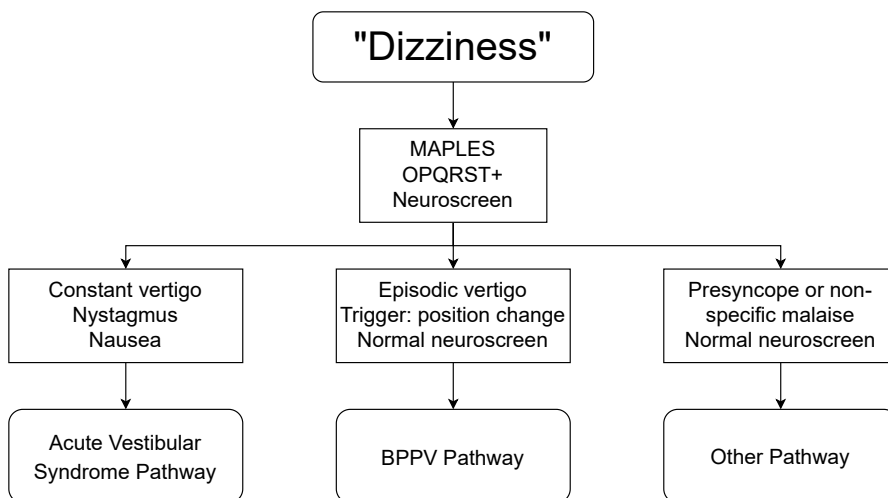 "Dizziness"
MAPLES
OPQRST+
Neuroscreen
Constant vertigo
Nystagmus
Nausea
Episodic vertigo
Trigger: position change
Normal neuroscreen
Presyncope or non-
specific malaise
Normal neuroscreen
Acute Vestibular
Syndrome Pathway
BPPV Pathway
Other Pathway